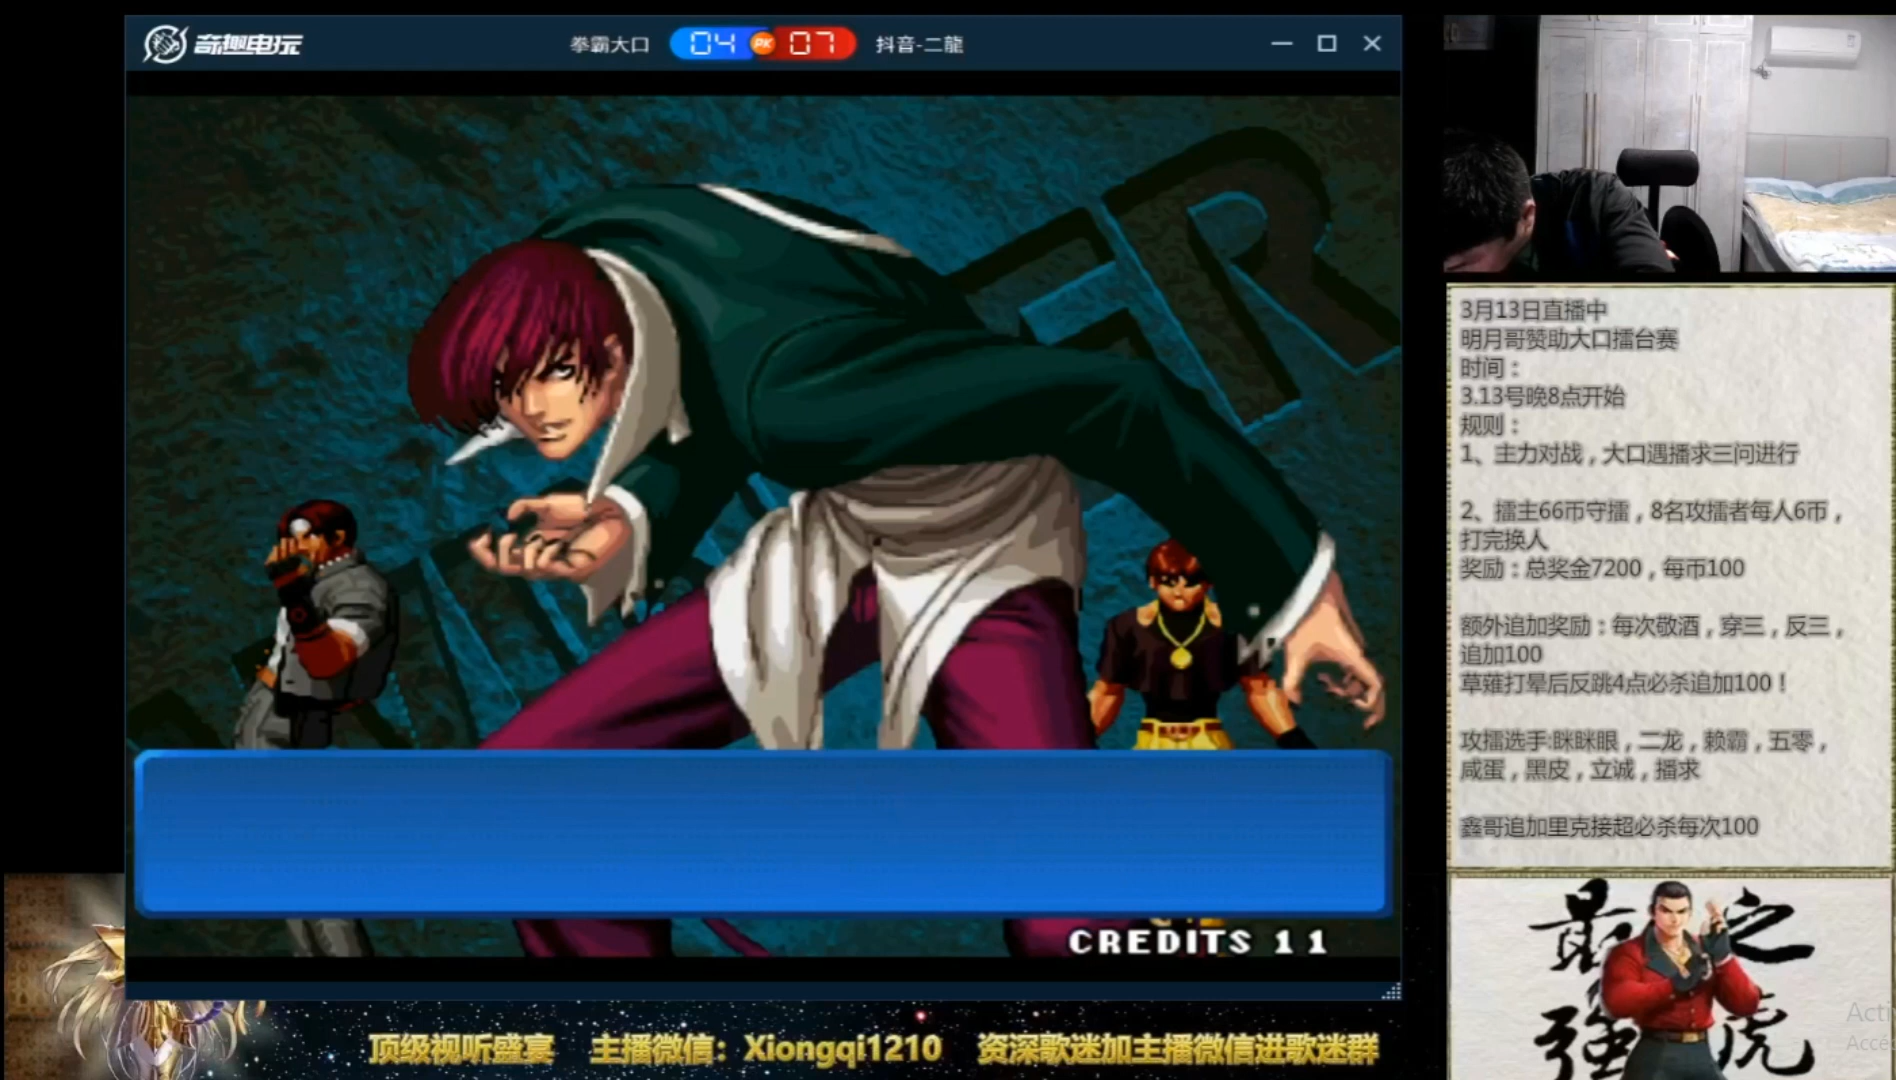 奇趣电玩
拳霸大口 04 PK 07 抖音-二龍
3月13日直播中
明月哥赞助大口擂台赛
时间：
3.13号晚8点开始
规则：
1、主力对战，大口遇播求三问进行
2、擂主66币守擂，8名攻擂者每人6币，
打完换人
奖励：总奖金7200，每币100
额外追加奖励：每次敬酒，穿三，反三，
追加100
草薙打晕后反跳4点必杀追加100！
攻擂选手:眯眯眼，二龙，赖霸，五零，
咸蛋，黑皮，立诚，播求
鑫哥追加里克接超必杀每次100
CREDITS 11
最之
强虎
顶级视听盛宴 主播微信：Xiongqi1210 资深歌迷加主播微信进歌迷群